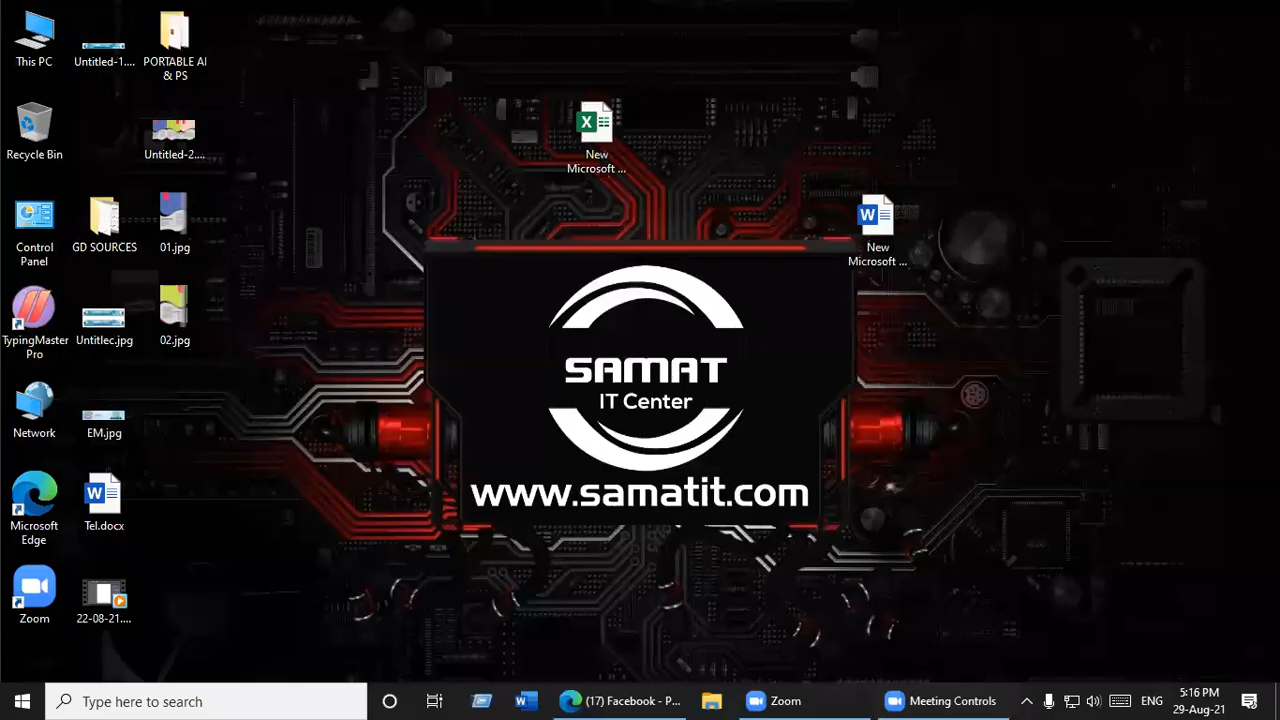 This PC
Untitled-1....
PORTABLE AI
& PS
Recycle Bin
Untitled-2....
New
Microsoft ...
Control
Panel
GD SOURCES
01.jpg
New
Microsoft ...
TypingMaster
Pro
Untitlec.jpg
02.jpg
SAMAT
IT Center
www.samatit.com
Network
EM.jpg
Microsoft
Edge
Tel.docx
Zoom
22-08-21....
Type here to search
(17) Facebook - P...
Zoom
Meeting Controls
ENG
5:16 PM
29-Aug-21